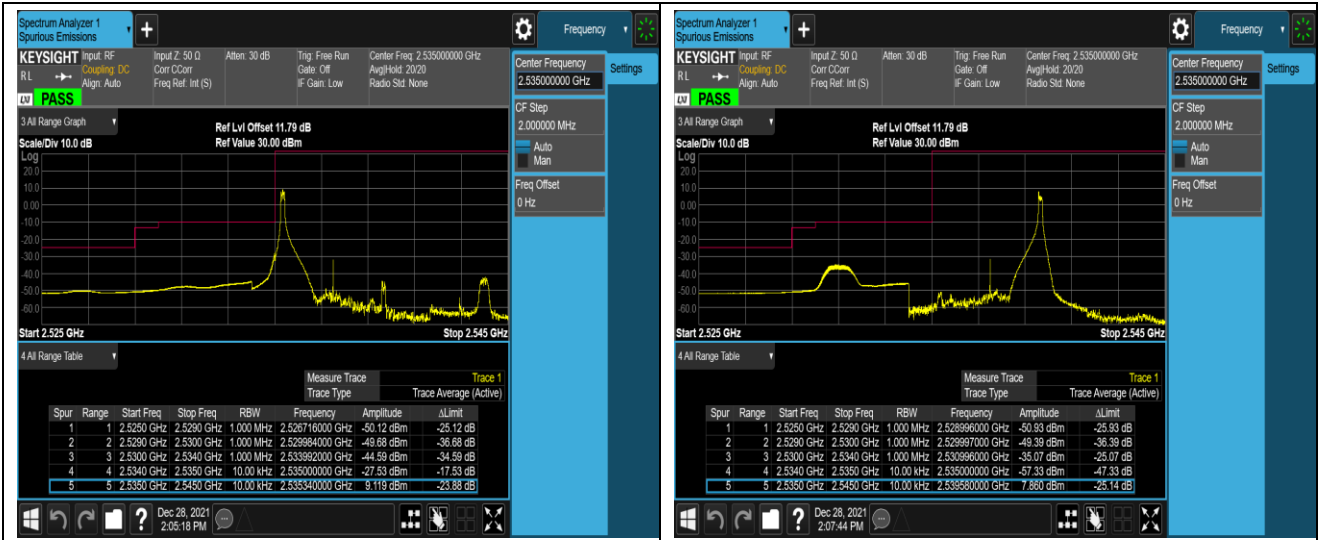 Spectrum Analyzer 1
Spurious Emissions
Frequency
KEYSIGHT
R L
LXI
PASS
Input: RF
Coupling: DC
Align: Auto
Input Z: 50 Ω
Corr CCorr
Freq Ref: Int (S)
Atten: 30 dB
Trig: Free Run
Gate: Off
IF Gain: Low
Center Freq: 2.535000000 GHz
Avg|Hold: 20/20
Radio Std: None
Center Frequency
2.535000000 GHz
Settings
CF Step
2.000000 MHz
Auto
Man
Freq Offset
0 Hz
3 All Range Graph
Ref Lvl Offset 11.79 dB
Scale/Div 10.0 dB
Ref Value 30.00 dBm
Log
20.0
10.0
0.00
-10.0
-20.0
-30.0
-40.0
-50.0
-60.0
Start 2.525 GHz
Stop 2.545 GHz
4 All Range Table
Measure Trace Trace 1
Trace Type Trace Average (Active)
Spur Range Start Freq Stop Freq RBW Frequency Amplitude ΔLimit
1 1 2.5250 GHz 2.5290 GHz 1.000 MHz 2.526716000 GHz -50.12 dBm -25.12 dB
2 2 2.5290 GHz 2.5300 GHz 1.000 MHz 2.529984000 GHz -49.68 dBm -36.68 dB
3 3 2.5300 GHz 2.5340 GHz 1.000 MHz 2.533992000 GHz -44.59 dBm -34.59 dB
4 4 2.5340 GHz 2.5350 GHz 10.00 kHz 2.535000000 GHz -27.53 dBm -17.53 dB
5 5 2.5350 GHz 2.5450 GHz 10.00 kHz 2.535340000 GHz 9.119 dBm -23.88 dB
Dec 28, 2021
2:05:18 PM
Spectrum Analyzer 1
Spurious Emissions
Frequency
KEYSIGHT
R L
LXI
PASS
Input: RF
Coupling: DC
Align: Auto
Input Z: 50 Ω
Corr CCorr
Freq Ref: Int (S)
Atten: 30 dB
Trig: Free Run
Gate: Off
IF Gain: Low
Center Freq: 2.535000000 GHz
Avg|Hold: 20/20
Radio Std: None
Center Frequency
2.535000000 GHz
Settings
CF Step
2.000000 MHz
Auto
Man
Freq Offset
0 Hz
3 All Range Graph
Ref Lvl Offset 11.79 dB
Scale/Div 10.0 dB
Ref Value 30.00 dBm
Log
20.0
10.0
0.00
-10.0
-20.0
-30.0
-40.0
-50.0
-60.0
Start 2.525 GHz
Stop 2.545 GHz
4 All Range Table
Measure Trace Trace 1
Trace Type Trace Average (Active)
Spur Range Start Freq Stop Freq RBW Frequency Amplitude ΔLimit
1 1 2.5250 GHz 2.5290 GHz 1.000 MHz 2.528996000 GHz -50.93 dBm -25.93 dB
2 2 2.5290 GHz 2.5300 GHz 1.000 MHz 2.529997000 GHz -49.39 dBm -36.39 dB
3 3 2.5300 GHz 2.5340 GHz 1.000 MHz 2.530996000 GHz -35.07 dBm -25.07 dB
4 4 2.5340 GHz 2.5350 GHz 10.00 kHz 2.535000000 GHz -57.33 dBm -47.33 dB
5 5 2.5350 GHz 2.5450 GHz 10.00 kHz 2.539580000 GHz 7.860 dBm -25.14 dB
Dec 28, 2021
2:07:44 PM